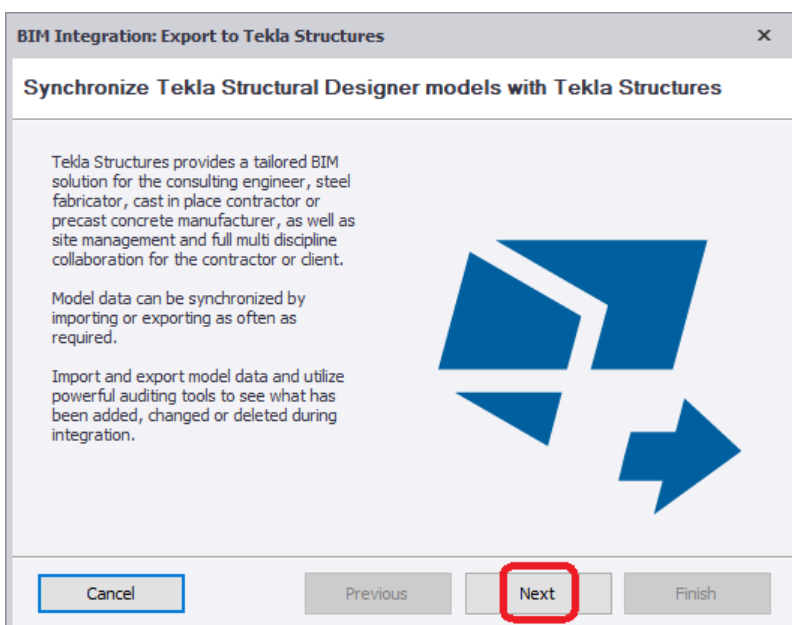 BIM Integration: Export to Tekla Structures
Synchronize Tekla Structural Designer models with Tekla Structures
Tekla Structures provides a tailored BIM
solution for the consulting engineer, steel
fabricator, cast in place contractor or
precast concrete manufacturer, as well as
site management and full multi discipline
collaboration for the contractor or client.
Model data can be synchronized by
importing or exporting as often as
required.
Import and export model data and utilize
powerful auditing tools to see what has
been added, changed or deleted during
integration.
Cancel
Previous
Next
Finish